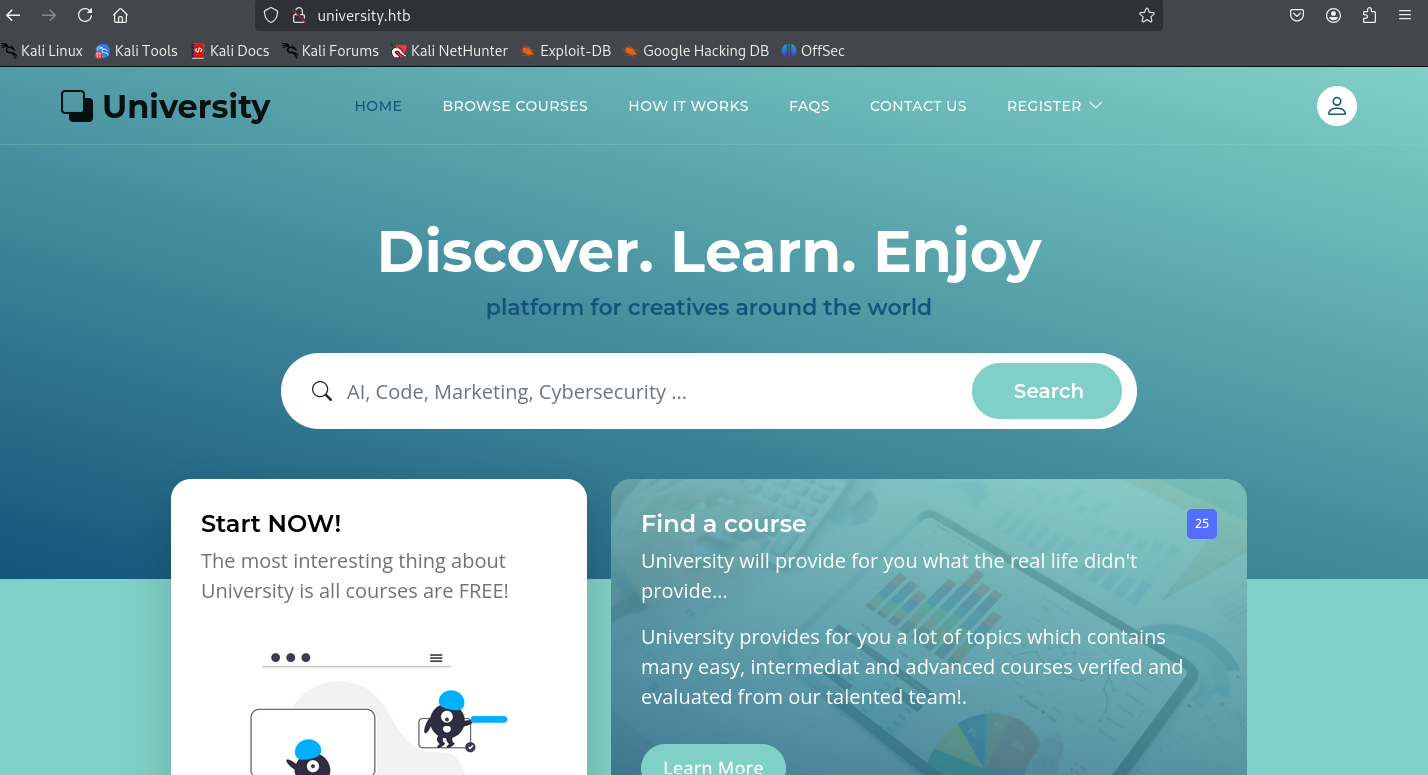 university.htb
Kali Linux Kali Tools Kali Docs Kali Forums Kali NetHunter Exploit-DB Google Hacking DB OffSec
University HOME BROWSE COURSES HOW IT WORKS FAQS CONTACT US REGISTER
Discover. Learn. Enjoy
platform for creatives around the world
AI, Code, Marketing, Cybersecurity ... Search
Start NOW!
The most interesting thing about
University is all courses are FREE!
Find a course 25
University will provide for you what the real life didn't
provide...
University provides for you a lot of topics which contains
many easy, intermediat and advanced courses verifed and
evaluated from our talented team!.
Learn More